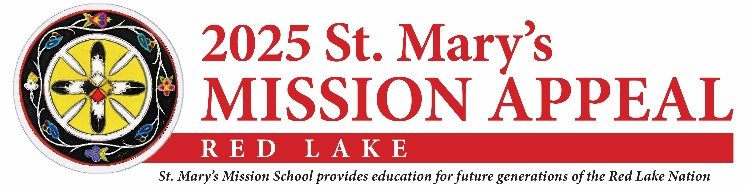 2025 St. Mary's
MISSION APPEAL
RED LAKE
St. Mary's Mission School provides education for future generations of the Red Lake Nation